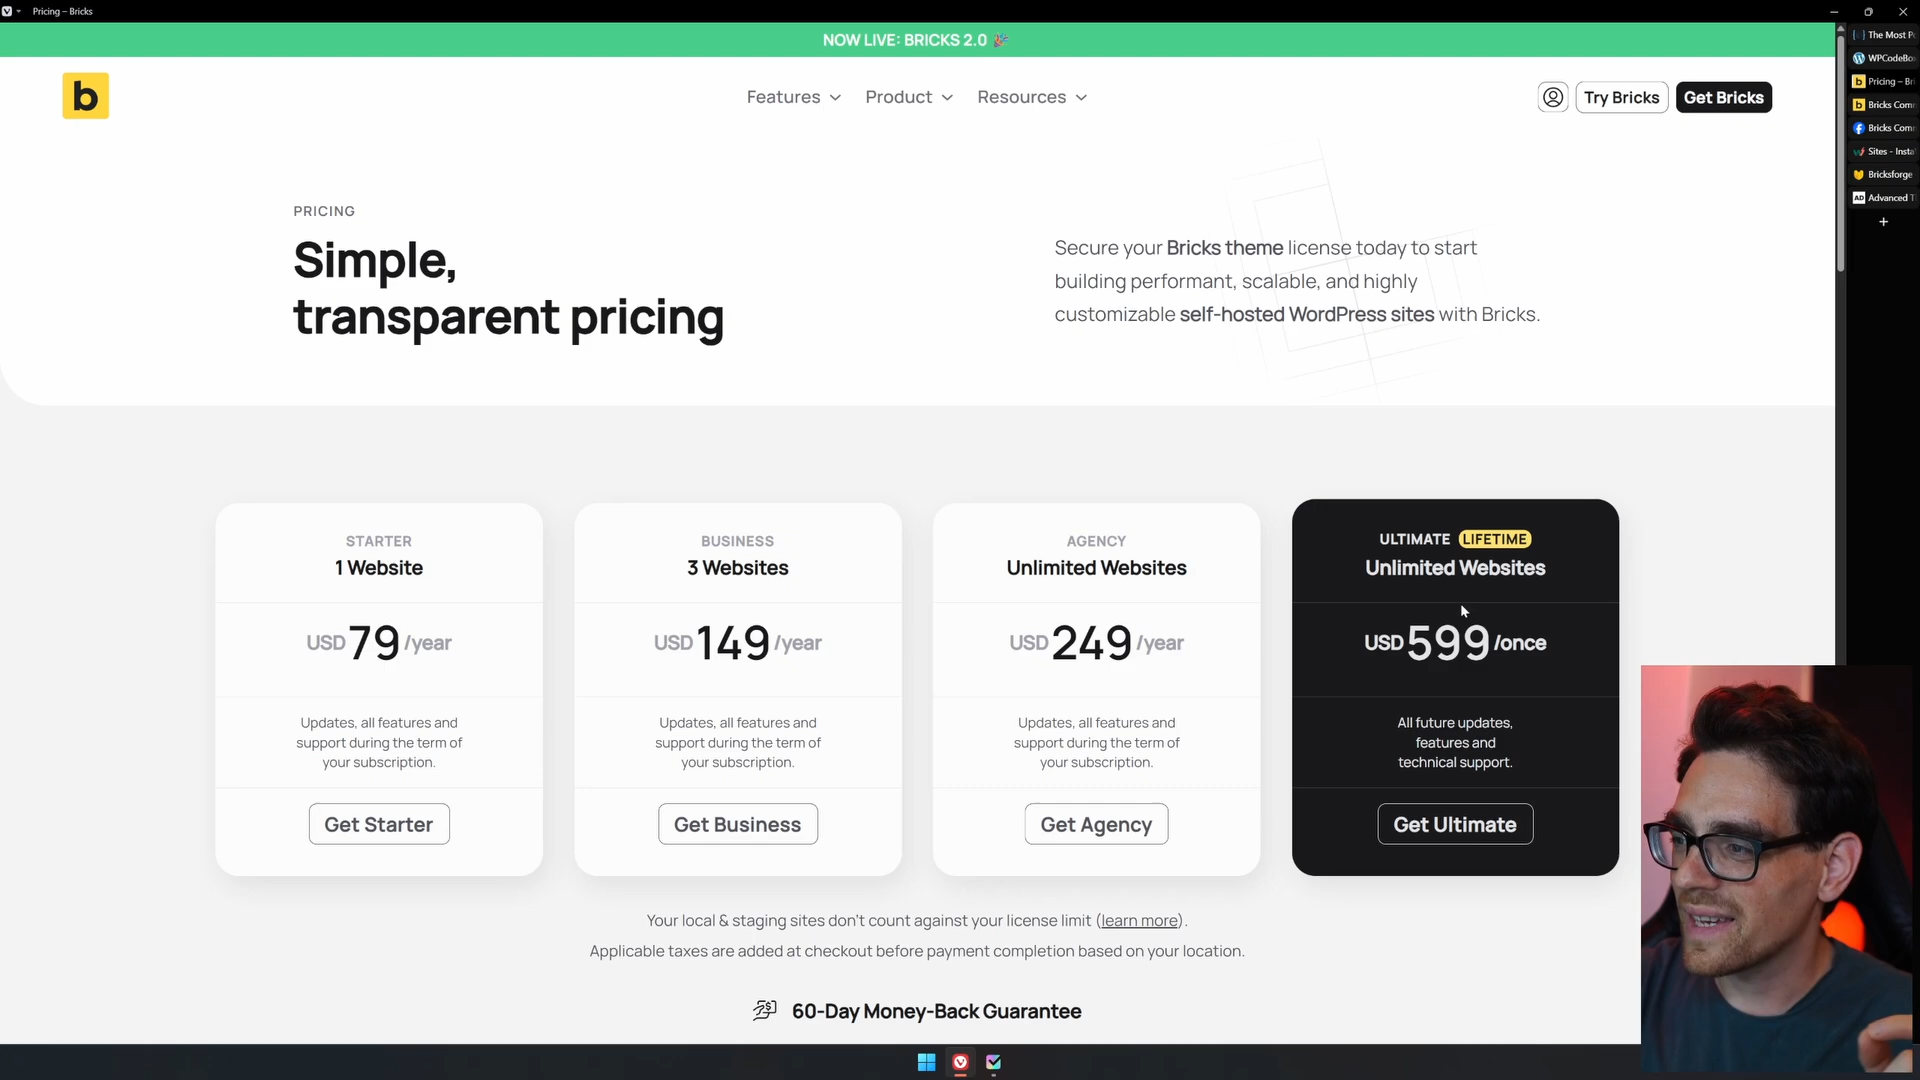 Pricing – Bricks
NOW LIVE: BRICKS 2.0 🎉
b
Features
Product
Resources
Try Bricks
Get Bricks
The Most P
WPCodeBo
Pricing – Bri
Bricks Com
Bricks Com
Sites - Insta
Bricksforge
Advanced T
PRICING
Simple,
transparent pricing
Secure your Bricks theme license today to start
building performant, scalable, and highly
customizable self-hosted WordPress sites with Bricks.
STARTER
1 Website
USD 79 /year
Updates, all features and
support during the term of
your subscription.
Get Starter
BUSINESS
3 Websites
USD 149 /year
Updates, all features and
support during the term of
your subscription.
Get Business
AGENCY
Unlimited Websites
USD 249 /year
Updates, all features and
support during the term of
your subscription.
Get Agency
ULTIMATE LIFETIME
Unlimited Websites
USD 599 /once
All future updates,
features and
technical support.
Get Ultimate
Your local & staging sites don't count against your license limit (learn more).
Applicable taxes are added at checkout before payment completion based on your location.
60-Day Money-Back Guarantee